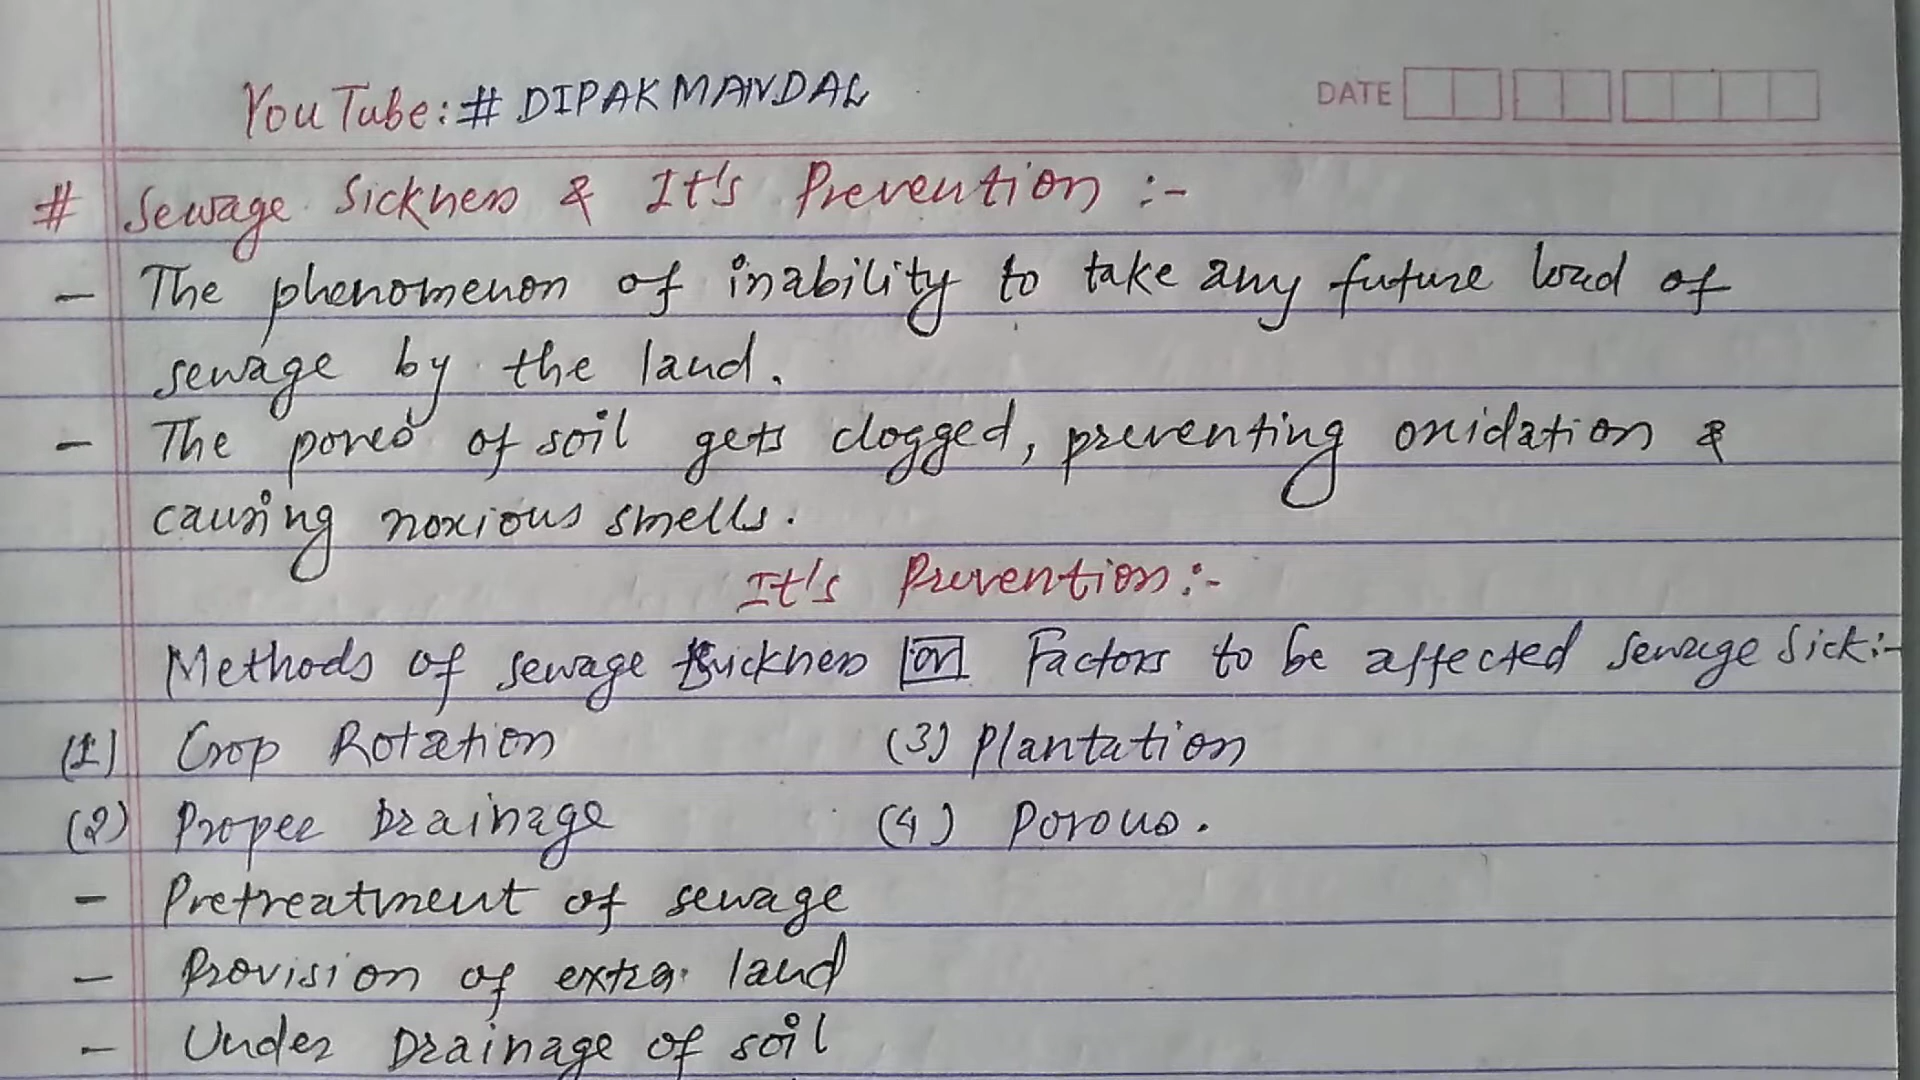 YouTube:# DIPAK MANDAL
DATE
# Sewage Sickness & It's Prevention :-
- The phenomenon of inability to take any future load of
sewage by the land.
- The pores of soil gets clogged, preventing oxidation &
causing noxious smells.
It's Prevention:-
Methods of sewage sickness or Factors to be affected sewage Sick:-
(1) Crop Rotation (3) Plantation
(2) Proper Drainage (4) Porous.
- Pretreatment of sewage
- Provision of extra land
- Under Drainage of soil